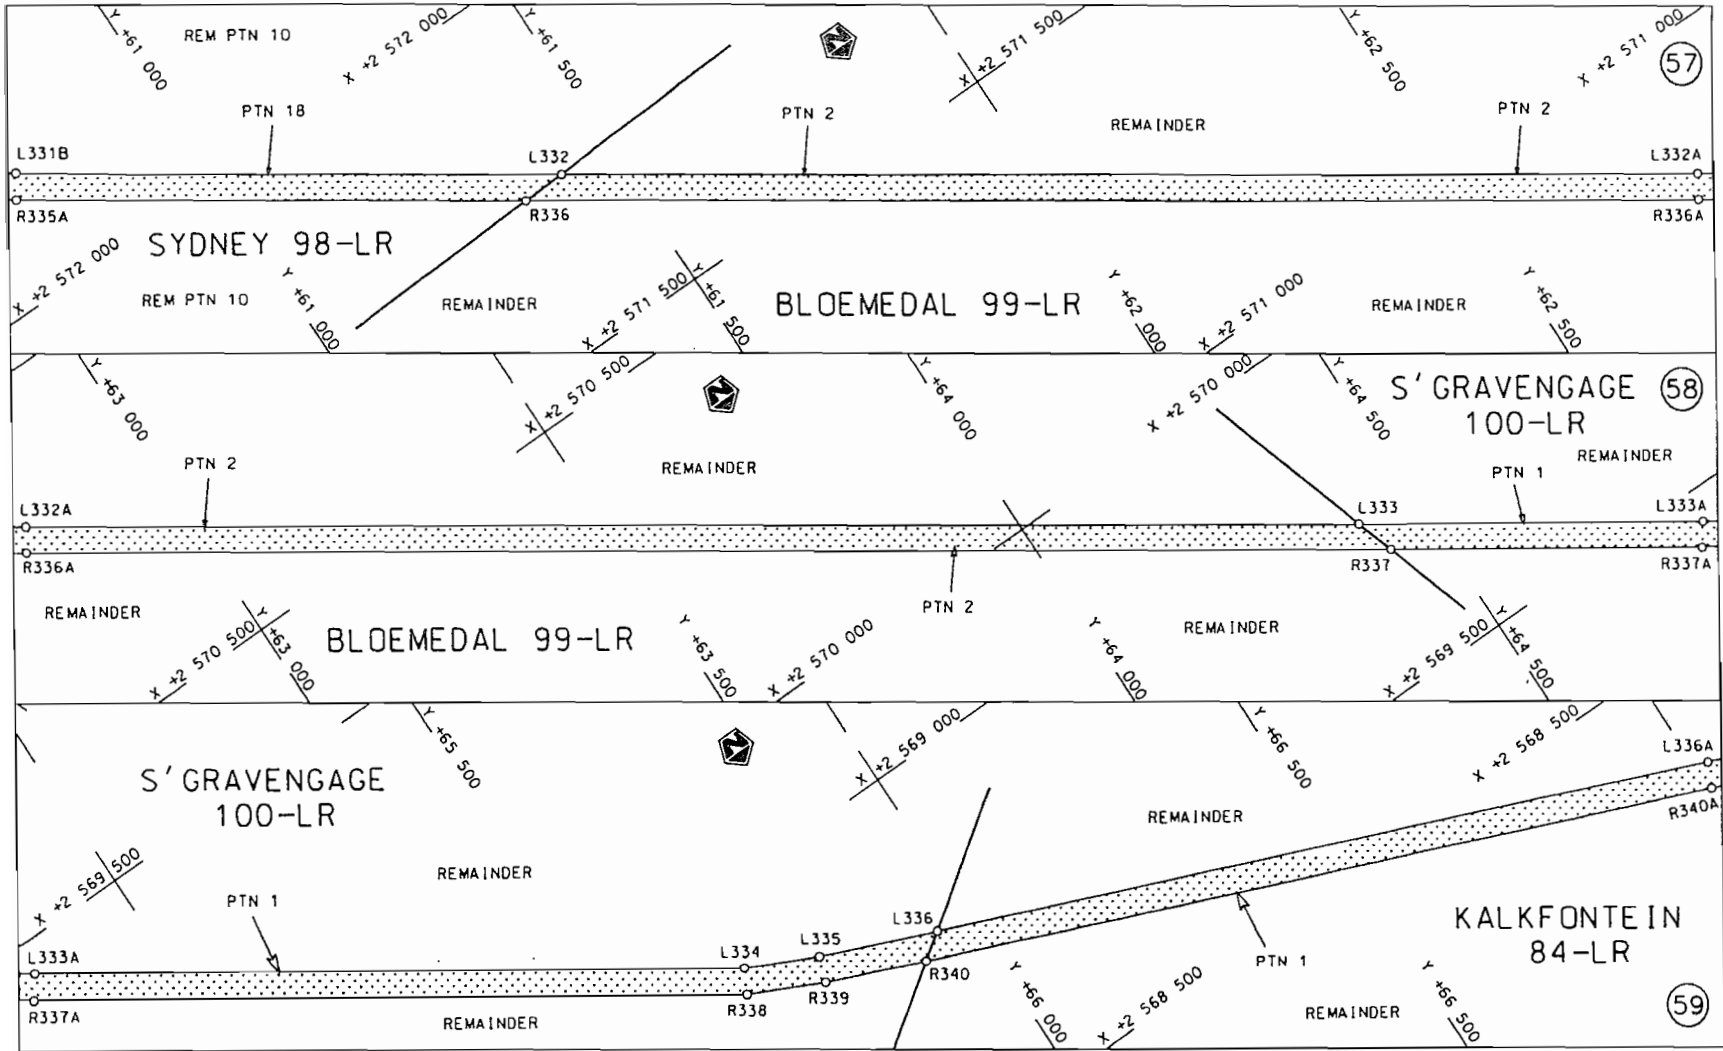 Y +61 000
REM PTN 10
X +2 572 000
Y +61 500
N
X +2 571 500
Y +62 500
X +2 571 000
57
PTN 18
PTN 2
REMAINDER
PTN 2
L331B
L332
L332A
R335A
R336
R336A
SYDNEY 98-LR
X +2 572 000
REM PTN 10
Y +61 000
REMAINDER
X +2 571 500
Y +61 500
BLOEMEDAL 99-LR
Y +62 000
X +2 571 000
REMAINDER
Y +62 500
Y +63 000
X +2 570 500
N
Y +64 000
X +2 570 000
Y +64 500
S'GRAVENGAGE
100-LR
58
PTN 2
REMAINDER
REMAINDER
PTN 1
L332A
L333
L333A
R336A
R337
R337A
REMAINDER
PTN 2
REMAINDER
X +2 570 500
Y +63 000
BLOEMEDAL 99-LR
Y +63 500
X +2 570 000
Y +64 000
X +2 569 500
Y +64 500
Y +65 500
N
X +2 569 000
Y +66 500
X +2 568 500
L336A
S'GRAVENGAGE
100-LR
R340A
REMAINDER
X +2 569 500
REMAINDER
PTN 1
L336
KALKFONTEIN
84-LR
L333A
L334
L335
PTN 1
R340
R337A
R338
R339
REMAINDER
Y +66 000
X +2 568 500
REMAINDER
Y +66 500
59